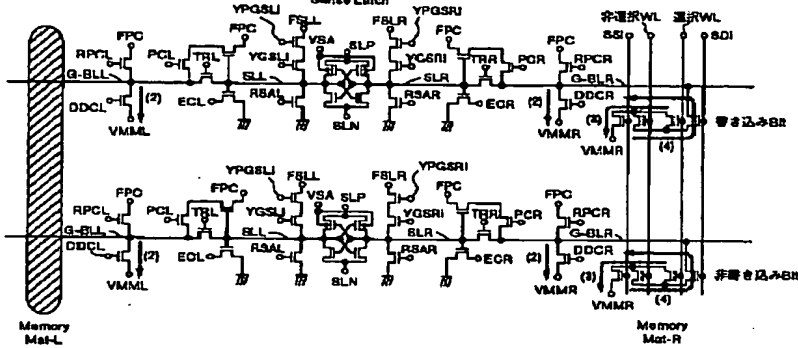 Sense Latch
YPGSLI FSLL FSLR YPGSRI
非選択WL 選択WL
FPC VSA SLP FPC SSI SDI
RPCL PCL TRL YGSLI YGSRI TRR PCR FPC RPCR
G-BLL SLL SLR G-BLR
DDCL (2) ECL RSAL RSAR ECR (2) DDCR (3) 書き込みBit
VMML SLN VMMR VMMR (4)
YPGSLI FSLL FSLR YPGSRI
FPC FPC VSA SLP FPC FPC
RPCL PCL TRL YGSLI YGSRI TRR PCR RPCR
G-BLL SLL SLR G-BLR
DDCL (2) ECL RSAL RSAR ECR (2) DDCR (3) 非書き込みBit
VMML SLN VMMR VMMR (4)
Memory
Mat-L
Memory
Mat-R